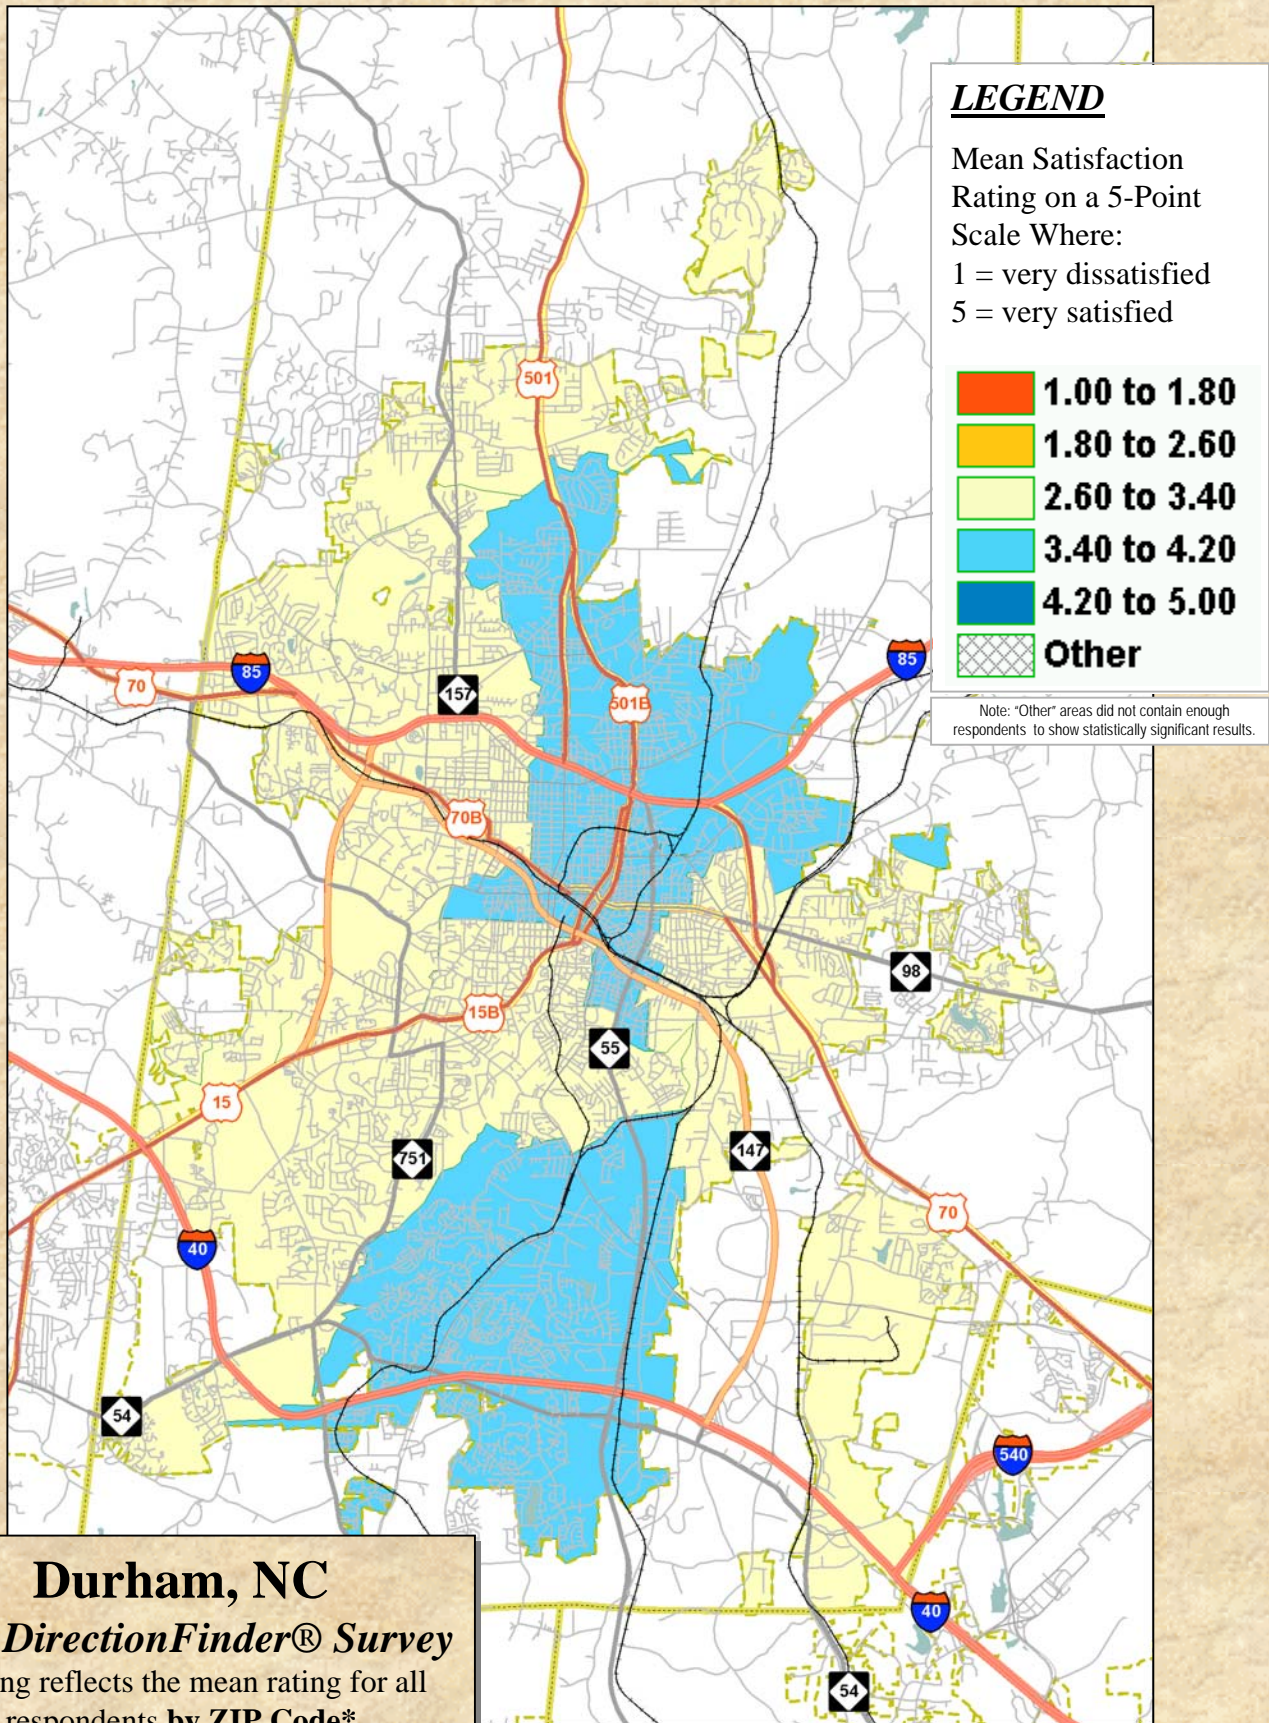 LEGEND
Mean Satisfaction
Rating on a 5-Point
Scale Where:
1 = very dissatisfied
5 = very satisfied
1.00 to 1.80
1.80 to 2.60
2.60 to 3.40
3.40 to 4.20
4.20 to 5.00
Other
Note: "Other" areas did not contain enough
respondents to show statistically significant results.
501
85
85
70
157
501B
70B
98
15B
55
15
751
147
70
40
54
540
40
54
Durham, NC
DirectionFinder® Survey
ng reflects the mean rating for all
respondents by ZIP Code*